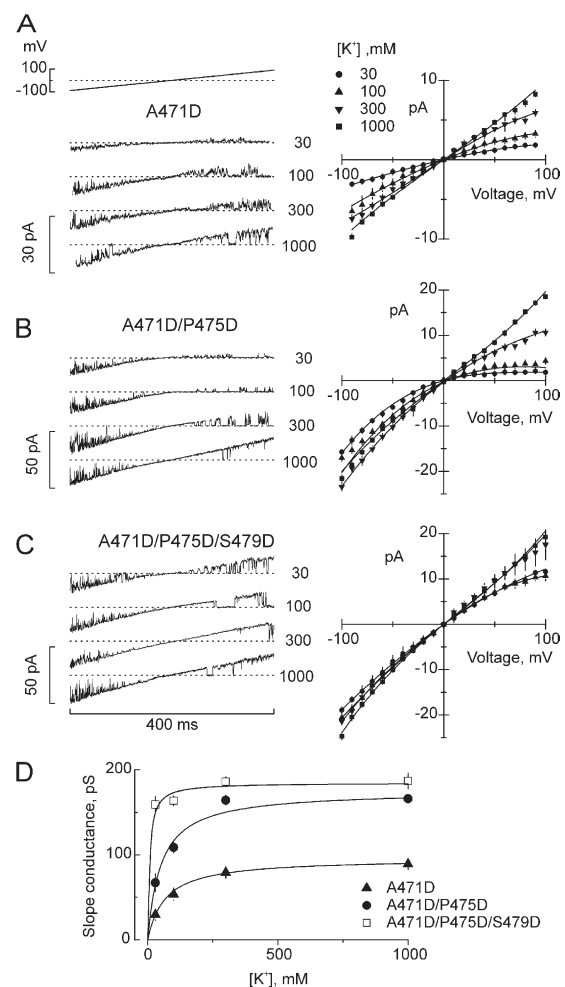 A
mV
100
-100
A471D
30
100
300
1000
30 pA
[K+] ,mM
30
100
300
1000
10
pA
-100
100
Voltage, mV
-10
B
A471D/P475D
30
100
300
1000
50 pA
20
pA
10
-100
100
Voltage, mV
-10
-20
C
A471D/P475D/S479D
30
100
300
1000
50 pA
400 ms
20
pA
10
-100
100
Voltage, mV
-10
-20
D
Slope conductance, pS
200
100
0
0
500
1000
[K+], mM
A471D
A471D/P475D
A471D/P475D/S479D